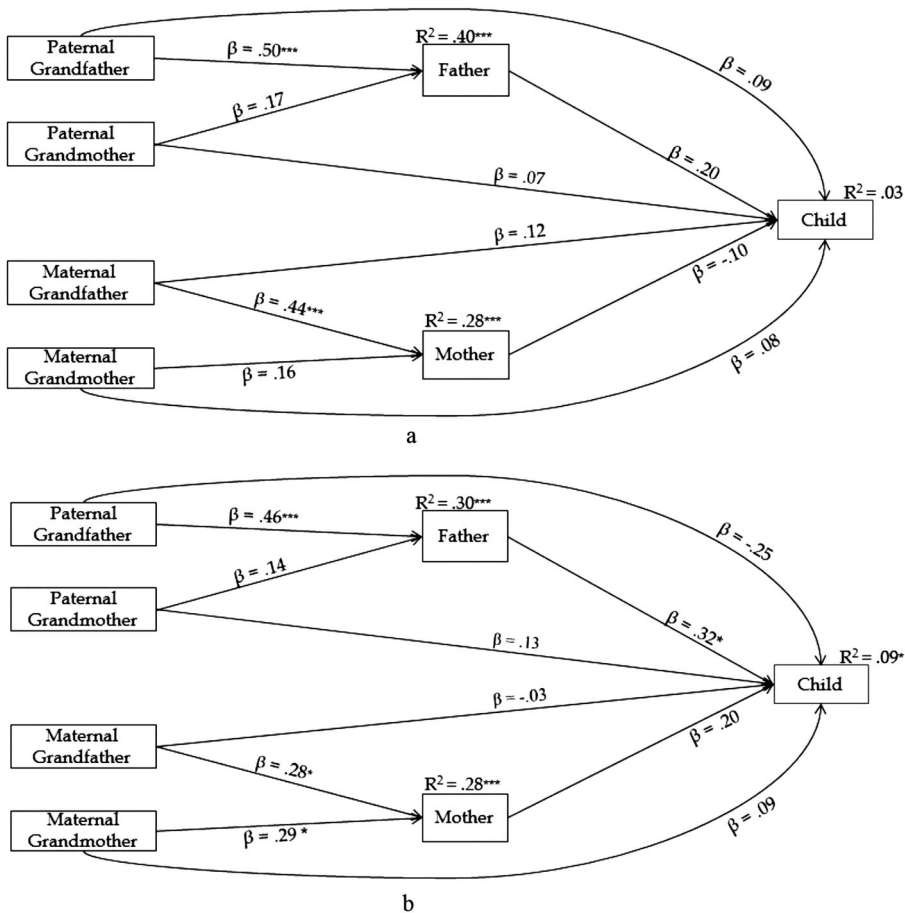 Paternal
Grandfather
β = .50***
R² = .40***
Father
β = .09
Paternal
Grandmother
β = .17
β = .20
β = .07
R² = .03
Child
Maternal
Grandfather
β = .12
β = -.10
β = .44***
R² = .28***
Mother
Maternal
Grandmother
β = .16
β = .08
a
Paternal
Grandfather
β = .46***
R² = .30***
Father
β = -.25
Paternal
Grandmother
β = .14
β = .32*
β = .13
R² = .09*
Child
Maternal
Grandfather
β = -.03
β = .20
β = .28*
R² = .28***
Mother
Maternal
Grandmother
β = .29 *
β = .09
b